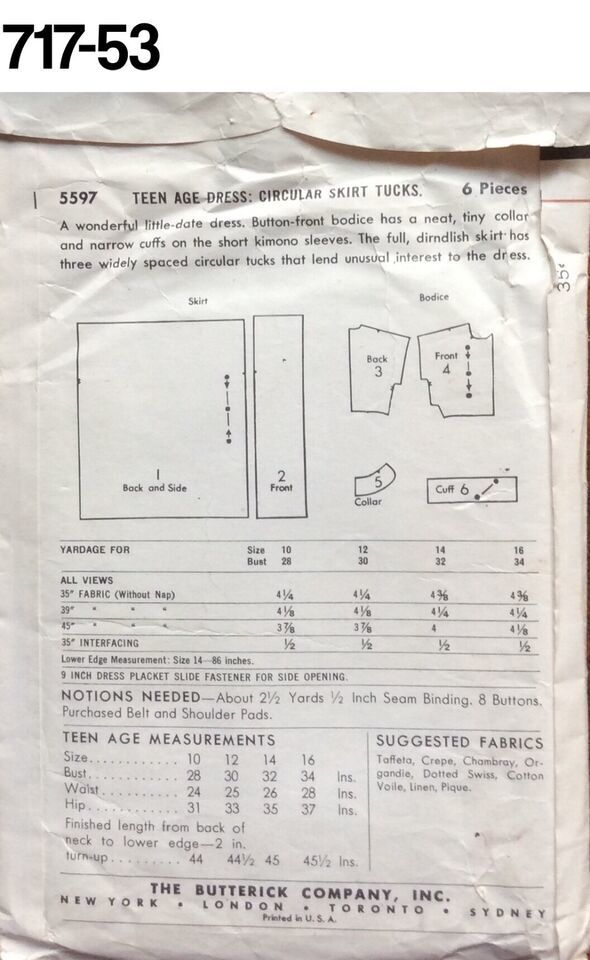 717-53
5597 TEEN AGE DRESS: CIRCULAR SKIRT TUCKS. 6 Pieces
A wonderful little-date dress. Button-front bodice has a neat, tiny collar
and narrow cuffs on the short kimono sleeves. The full, dirndlish skirt has
three widely spaced circular tucks that lend unusual interest to the dress.
35¢
Skirt
Bodice
1
Back and Side
2
Front
Back
3
Front
4
5
Collar
Cuff 6
YARDAGE FOR Size 10 12 14 16
Bust 28 30 32 34
ALL VIEWS
35" FABRIC (Without Nap) 4¼ 4¼ 4⅜ 4⅜
39" " " " 4⅛ 4⅛ 4¼ 4¼
45" " " " 3⅞ 3⅞ 4 4⅛
35" INTERFACING ½ ½ ½ ½
Lower Edge Measurement: Size 14—86 inches.
9 INCH DRESS PLACKET SLIDE FASTENER FOR SIDE OPENING.
NOTIONS NEEDED—About 2½ Yards ½ Inch Seam Binding. 8 Buttons.
Purchased Belt and Shoulder Pads.
TEEN AGE MEASUREMENTS
Size........... 10 12 14 16
Bust........... 28 30 32 34 Ins.
Waist.......... 24 25 26 28 Ins.
Hip............ 31 33 35 37 Ins.
Finished length from back of
neck to lower edge—2 in.
turn-up......... 44 44½ 45 45½ Ins.
SUGGESTED FABRICS
Taffeta, Crepe, Chambray, Or-
gandie, Dotted Swiss, Cotton
Voile, Linen, Pique.
THE BUTTERICK COMPANY, INC.
NEW YORK • LONDON • TORONTO • SYDNEY
Printed in U. S. A.